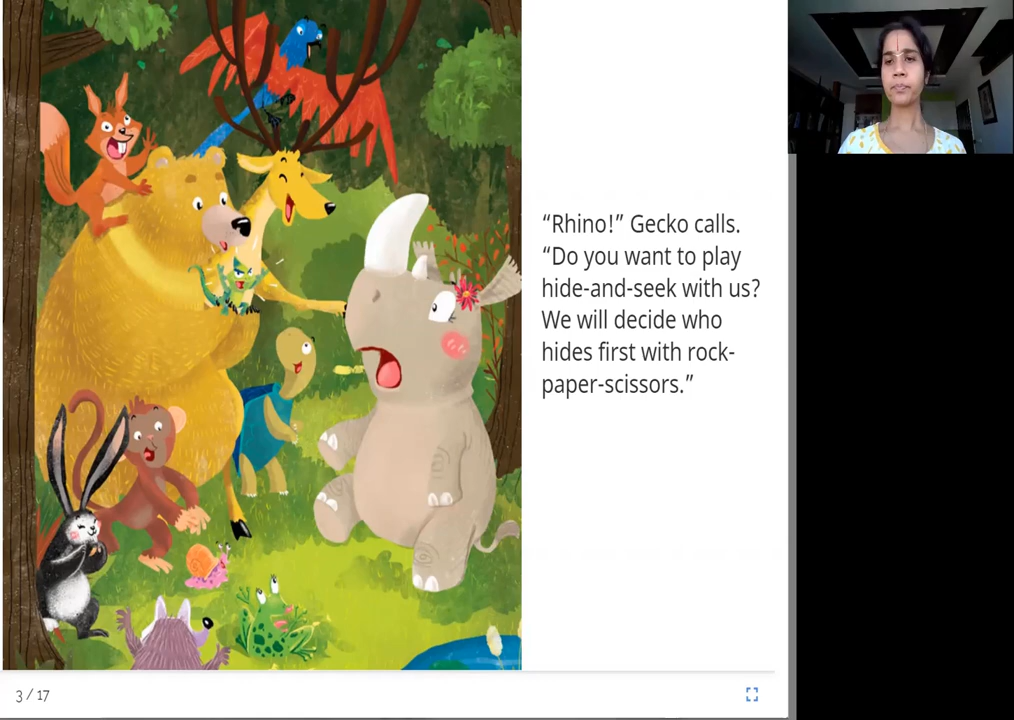 “Rhino!” Gecko calls.
“Do you want to play
hide-and-seek with us?
We will decide who
hides first with rock-
paper-scissors.”
3 / 17